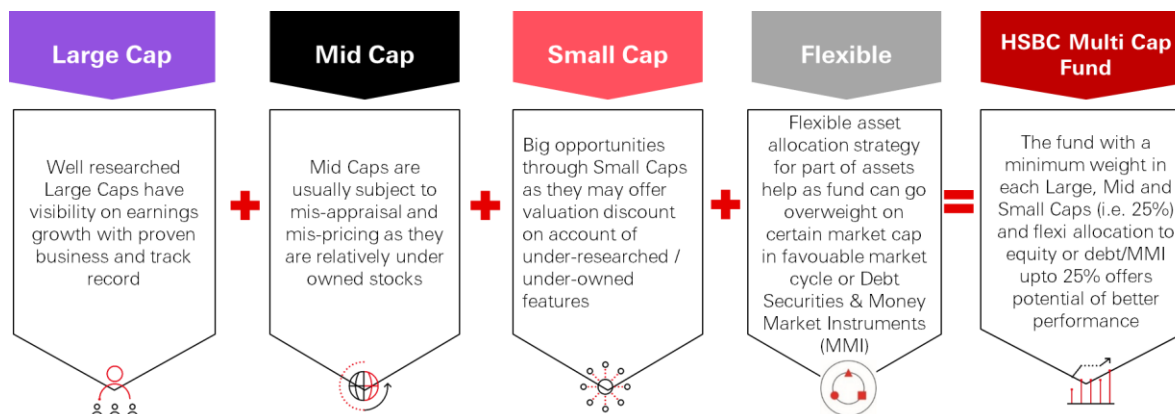 Large Cap
Well researched
Large Caps have
visibility on earnings
growth with proven
business and track
record
Mid Cap
Mid Caps are
usually subject to
mis-appraisal and
mis-pricing as they
are relatively under
owned stocks
Small Cap
Big opportunities
through Small Caps
as they may offer
valuation discount
on account of
under-researched /
under-owned
features
Flexible
Flexible asset
allocation strategy
for part of assets
help as fund can go
overweight on
certain market cap
in favouable market
cycle or Debt
Securities & Money
Market Instruments
(MMI)
HSBC Multi Cap
Fund
The fund with a
minimum weight in
each Large, Mid and
Small Caps (i.e. 25%)
and flexi allocation to
equity or debt/MMI
upto 25% offers
potential of better
performance